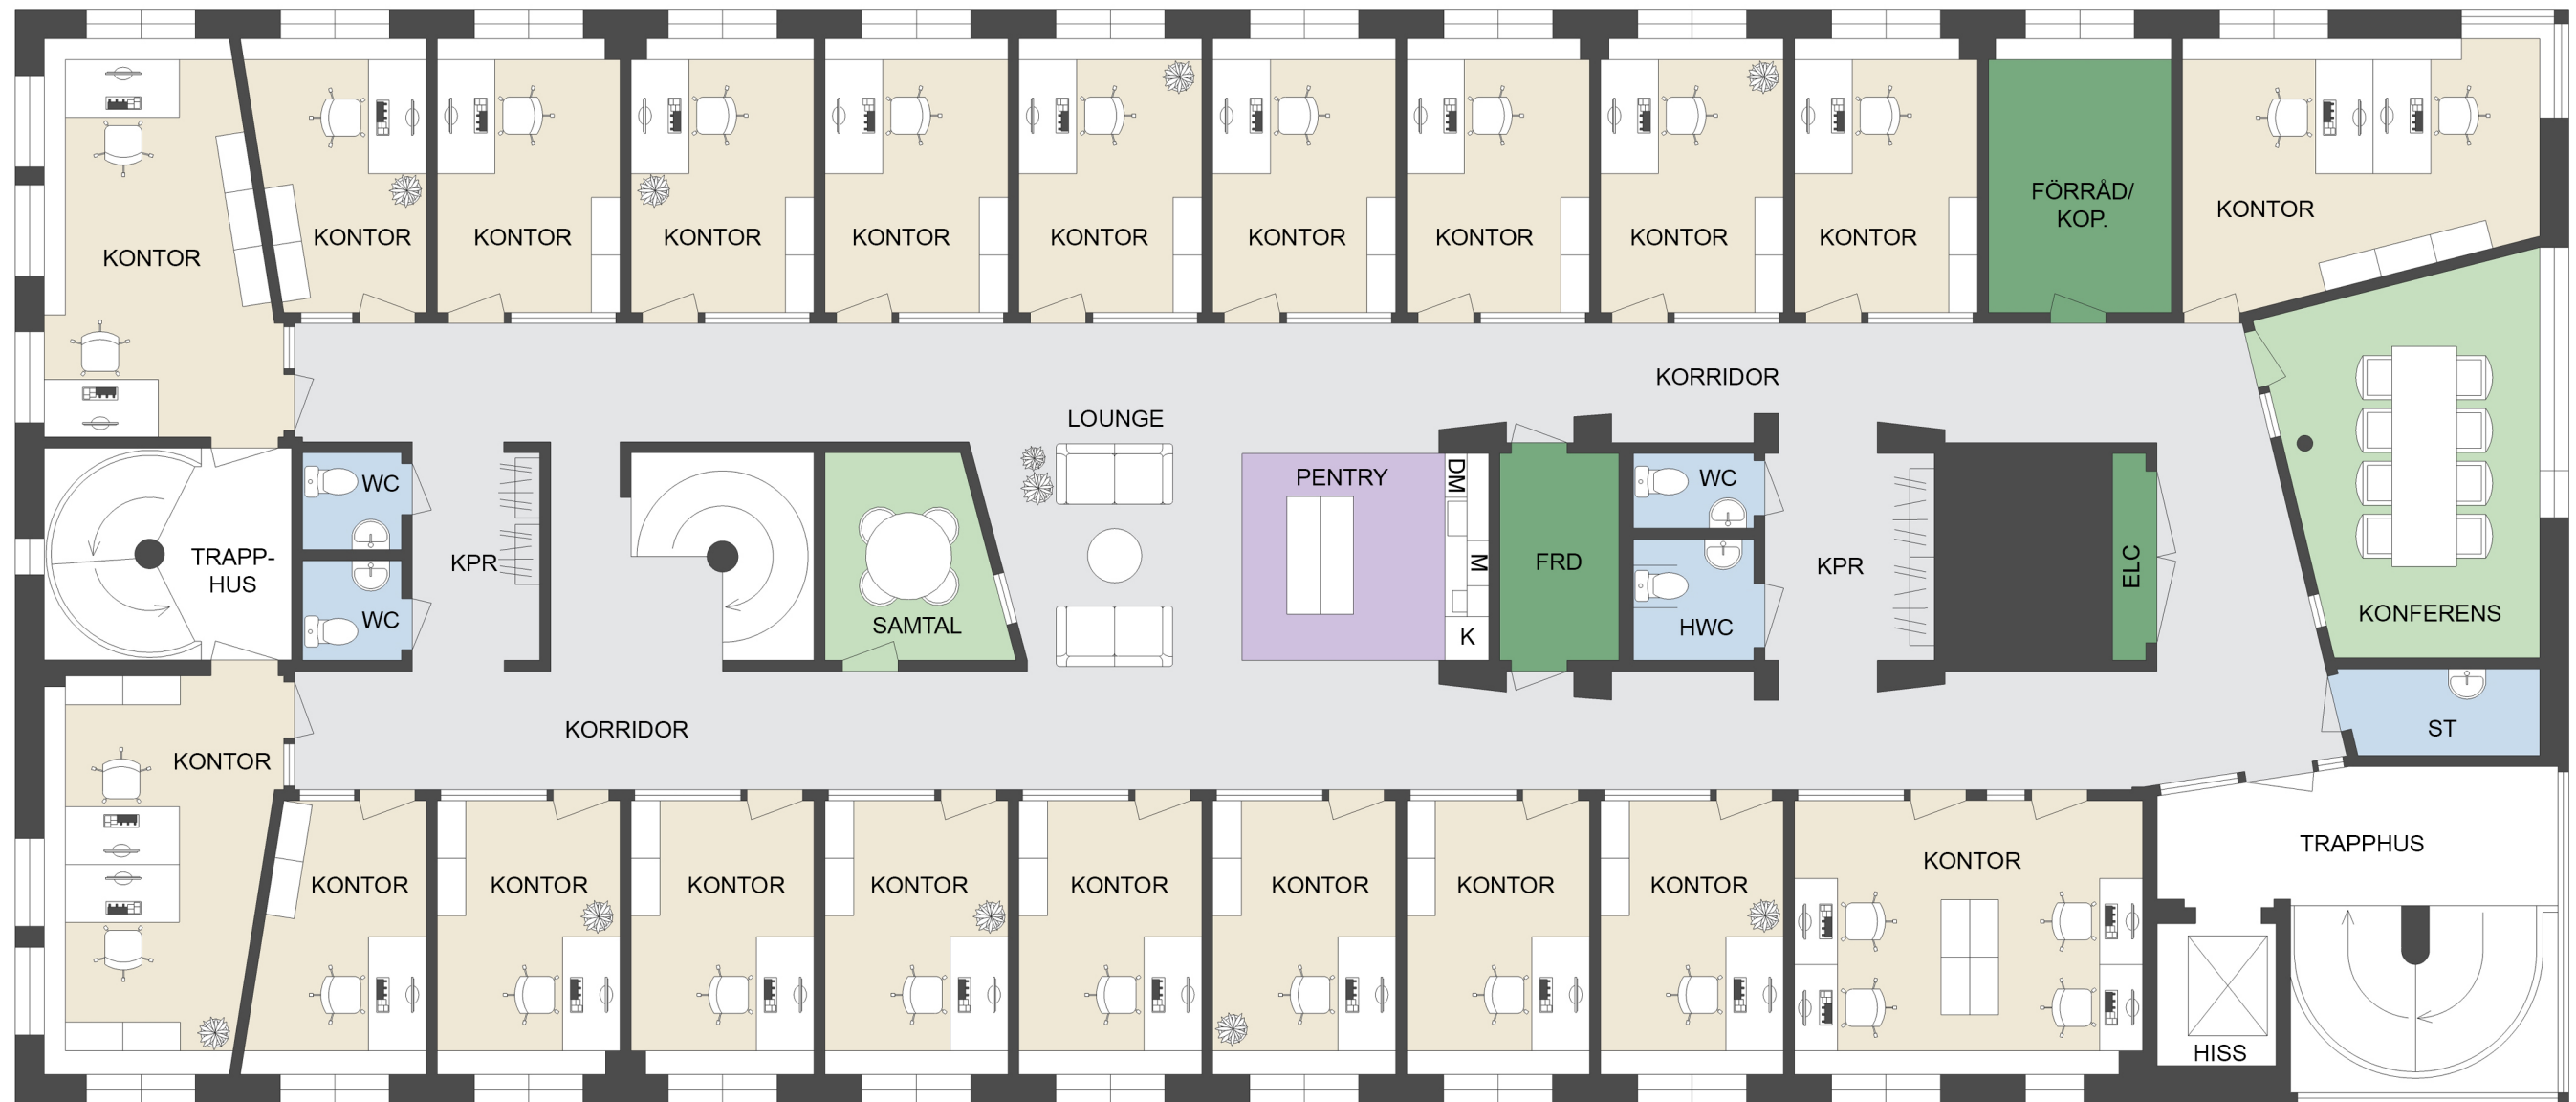 FÖRRÅD/
KOP.
KONTOR
KONTOR
KONTOR
KONTOR
KONTOR
KONTOR
KONTOR
KONTOR
KONTOR
KONTOR
KONTOR
KORRIDOR
LOUNGE
WC
PENTRY
DM
WC
TRAPP-
HUS
KPR
M
FRD
KPR
ELC
WC
SAMTAL
K
HWC
KONFERENS
KORRIDOR
ST
KONTOR
TRAPPHUS
KONTOR
KONTOR
KONTOR
KONTOR
KONTOR
KONTOR
KONTOR
KONTOR
KONTOR
HISS